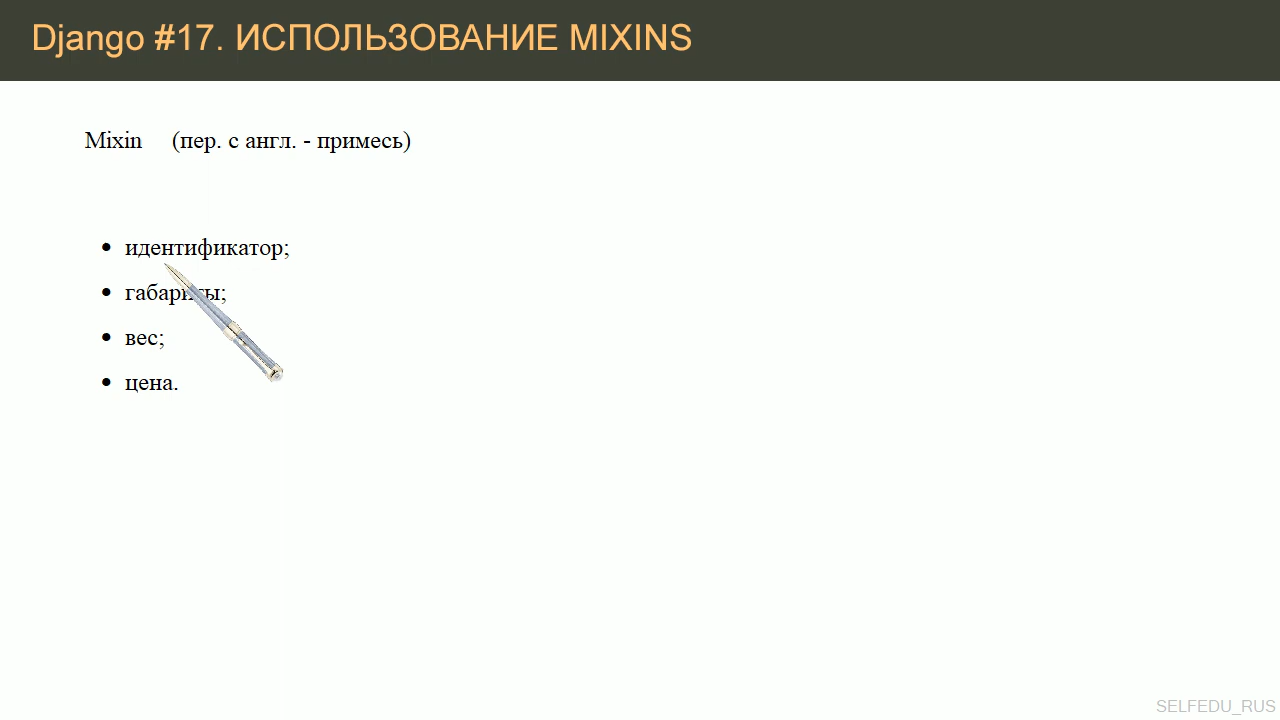 Django #17. ИСПОЛЬЗОВАНИЕ MIXINS
Mixin (пер. с англ. - примесь)
идентификатор;
габариты;
вес;
цена.
SELFEDU_RUS